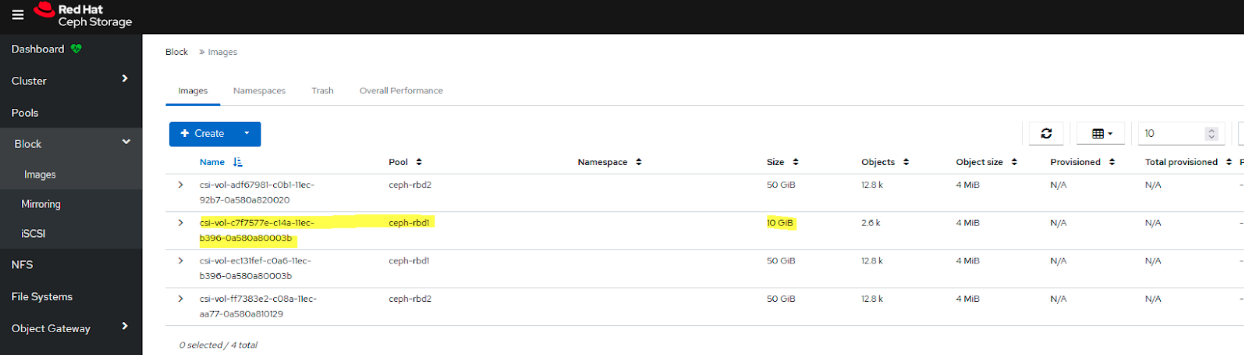 Red Hat
Ceph Storage
Dashboard
Cluster
Pools
Block
Images
Mirroring
iSCSI
NFS
File Systems
Object Gateway
Block » Images
Images Namespaces Trash Overall Performance
+ Create 10
Name Pool Namespace Size Objects Object size Provisioned Total provisioned P
csi-vol-adf67981-c0b1-11ec- ceph-rbd2 50 GiB 12.8 k 4 MiB N/A N/A -
92b7-0a580a820020
csi-vol-c7f7577e-c14a-11ec- ceph-rbd1 10 GiB 2.6 k 4 MiB N/A N/A -
b396-0a580a80003b
csi-vol-ec131fef-c0a6-11ec- ceph-rbd1 50 GiB 12.8 k 4 MiB N/A N/A -
b396-0a580a80003b
csi-vol-ff7383e2-c08a-11ec- ceph-rbd2 50 GiB 12.8 k 4 MiB N/A N/A -
aa77-0a580a810129
0 selected / 4 total